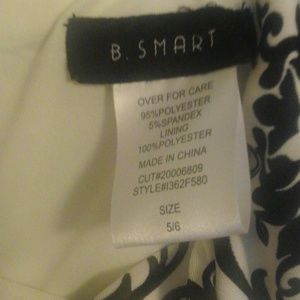 B. SMART
OVER FOR CARE
95%POLYESTER
5%SPANDEX
LINING
100%POLYESTER
MADE IN CHINA
CUT#20006809
STYLE#I362F580
SIZE
5/6